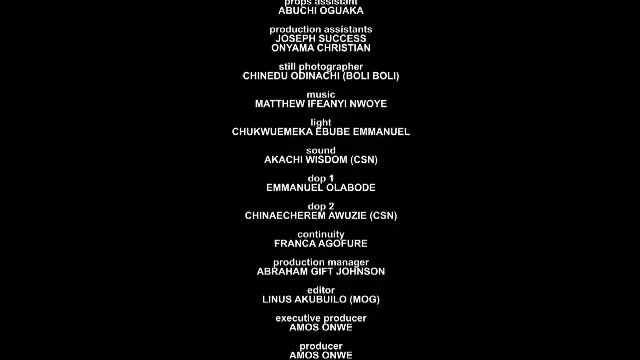 props assistant
ABUCHI OGUAKA
production assistants
JOSEPH SUCCESS
ONYAMA CHRISTIAN
still photographer
CHINEDU ODINACHI (BOLI BOLI)
music
MATTHEW IFEANYI NWOYE
light
CHUKWUEMEKA EBUBE EMMANUEL
sound
AKACHI WISDOM (CSN)
dop 1
EMMANUEL OLABODE
dop 2
CHINAECHEREM AWUZIE (CSN)
continuity
FRANCA AGOFURE
production manager
ABRAHAM GIFT JOHNSON
editor
LINUS AKUBUILO (MOG)
executive producer
AMOS ONWE
producer
AMOS ONWE